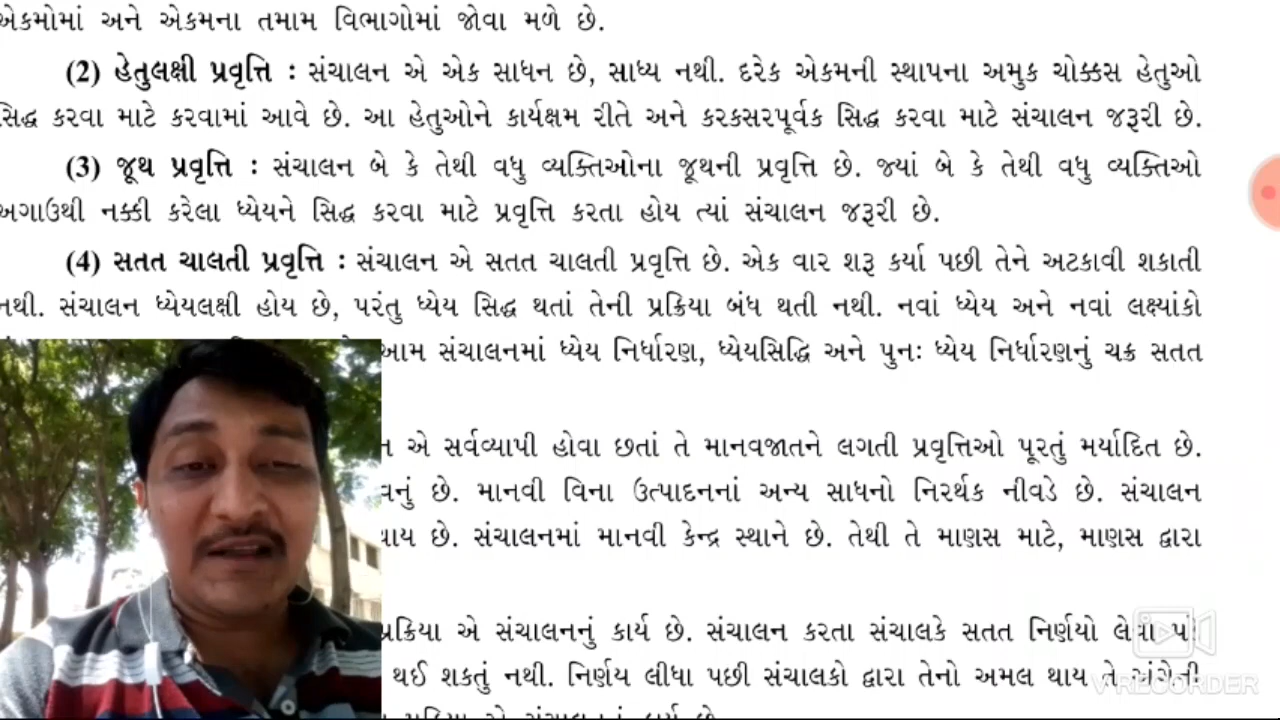 એકમોમાં અને એકમના તમામ વિભાગોમાં જોવા મળે છે.
(2) હેતુલક્ષી પ્રવૃત્તિ : સંચાલન એ એક સાધન છે, સાધ્ય નથી. દરેક એકમની સ્થાપના અમુક ચોક્કસ હેતુઓ
સિદ્ધ કરવા માટે કરવામાં આવે છે. આ હેતુઓને કાર્યક્ષમ રીતે અને કરકસરપૂર્વક સિદ્ધ કરવા માટે સંચાલન જરૂરી છે.
(3) જૂથ પ્રવૃત્તિ : સંચાલન બે કે તેથી વધુ વ્યક્તિઓના જૂથની પ્રવૃત્તિ છે. જ્યાં બે કે તેથી વધુ વ્યક્તિઓ
અગાઉથી નક્કી કરેલા ધ્યેયને સિદ્ધ કરવા માટે પ્રવૃત્તિ કરતા હોય ત્યાં સંચાલન જરૂરી છે.
(4) સતત ચાલતી પ્રવૃત્તિ : સંચાલન એ સતત ચાલતી પ્રવૃત્તિ છે. એક વાર શરૂ કર્યા પછી તેને અટકાવી શકાતી
નથી. સંચાલન ધ્યેયલક્ષી હોય છે, પરંતુ ધ્યેય સિદ્ધ થતાં તેની પ્રક્રિયા બંધ થતી નથી. નવાં ધ્યેય અને નવાં લક્ષ્યાંકો
આમ સંચાલનમાં ધ્યેય નિર્ધારણ, ધ્યેયસિદ્ધિ અને પુનઃ ધ્યેય નિર્ધારણનું ચક્ર સતત
એ સર્વવ્યાપી હોવા છતાં તે માનવજાતને લગતી પ્રવૃત્તિઓ પૂરતું મર્યાદિત છે.
છે. માનવી વિના ઉત્પાદનનાં અન્ય સાધનો નિરર્થક નીવડે છે. સંચાલન
છે. સંચાલનમાં માનવી કેન્દ્ર સ્થાને છે. તેથી તે માણસ માટે, માણસ દ્વારા
પ્રક્રિયા એ સંચાલનનું કાર્ય છે. સંચાલન કરતા સંચાલકે સતત નિર્ણયો લેવા
થઈ શકતું નથી. નિર્ણય લીધા પછી સંચાલકો દ્વારા તેનો અમલ થાય તે અંગેની
V RECORDER